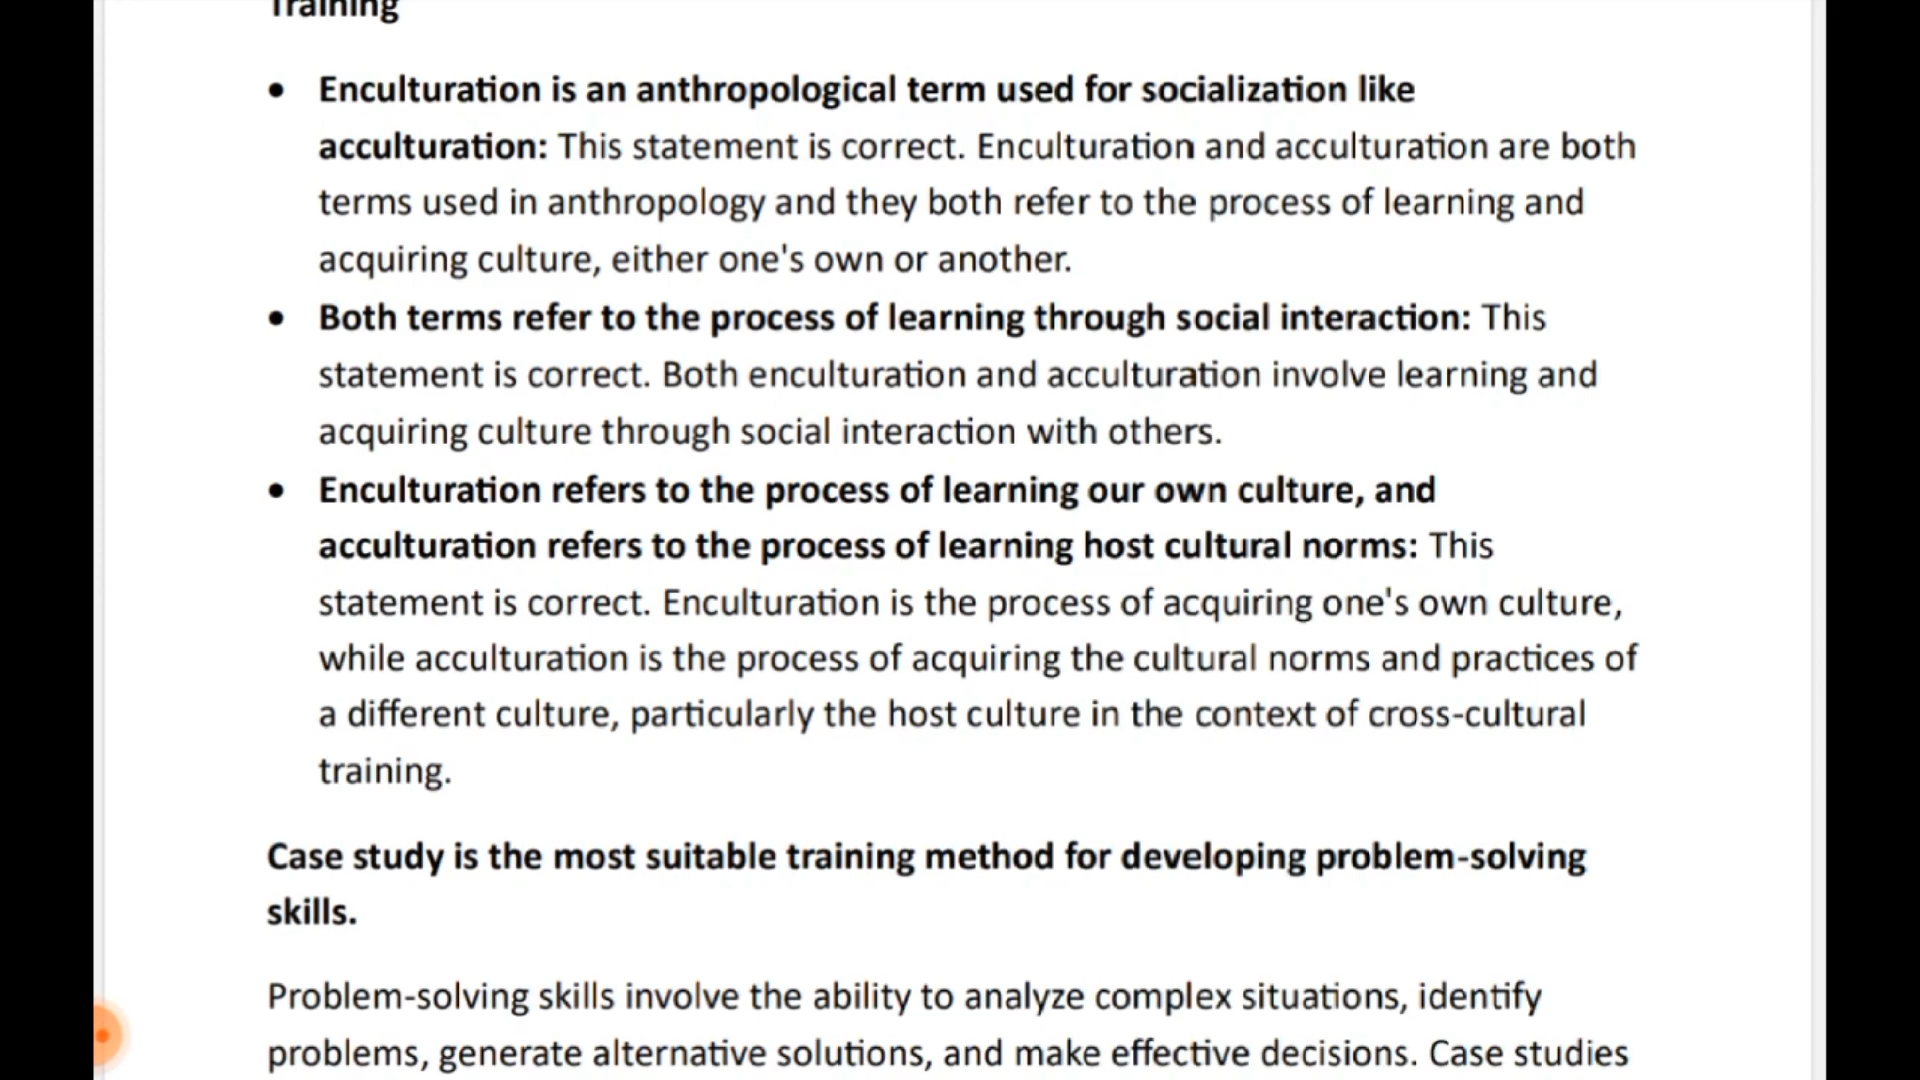 Training
• Enculturation is an anthropological term used for socialization like
acculturation: This statement is correct. Enculturation and acculturation are both
terms used in anthropology and they both refer to the process of learning and
acquiring culture, either one's own or another.
• Both terms refer to the process of learning through social interaction: This
statement is correct. Both enculturation and acculturation involve learning and
acquiring culture through social interaction with others.
• Enculturation refers to the process of learning our own culture, and
acculturation refers to the process of learning host cultural norms: This
statement is correct. Enculturation is the process of acquiring one's own culture,
while acculturation is the process of acquiring the cultural norms and practices of
a different culture, particularly the host culture in the context of cross-cultural
training.
Case study is the most suitable training method for developing problem-solving
skills.
Problem-solving skills involve the ability to analyze complex situations, identify
problems, generate alternative solutions, and make effective decisions. Case studies